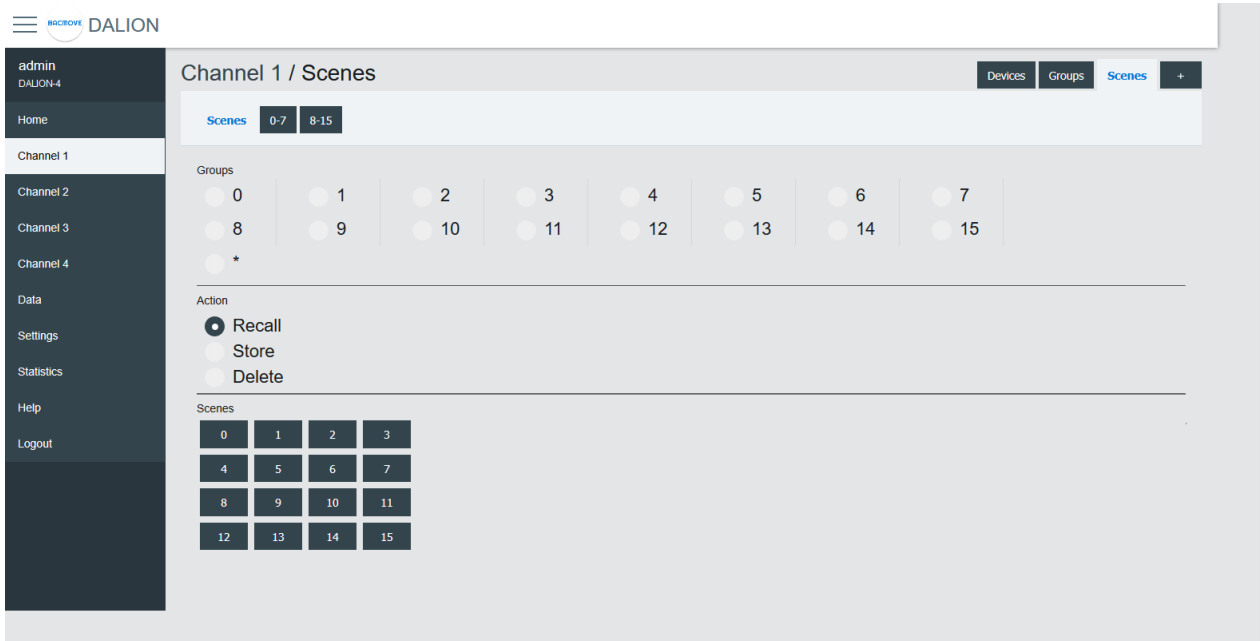 BACMOVE DALION
admin
DALION-4
Home
Channel 1
Channel 2
Channel 3
Channel 4
Data
Settings
Statistics
Help
Logout
Channel 1 / Scenes
Devices Groups Scenes +
Scenes 0-7 8-15
Groups
0 1 2 3 4 5 6 7
8 9 10 11 12 13 14 15
*
Action
Recall
Store
Delete
Scenes
0 1 2 3
4 5 6 7
8 9 10 11
12 13 14 15